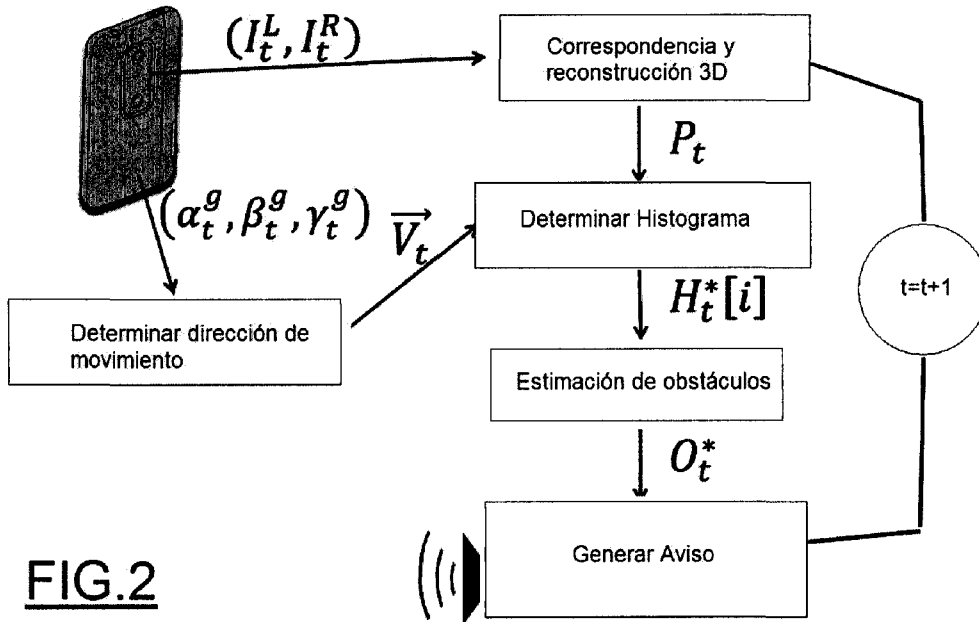 (I_t^L, I_t^R)
Correspondencia y
reconstrucción 3D
P_t
(α_t^g, β_t^g, γ_t^g)
\overrightarrow{V_t}
Determinar Histograma
t=t+1
Determinar dirección de
movimiento
H_t^*[i]
Estimación de obstáculos
O_t^*
Generar Aviso
FIG.2